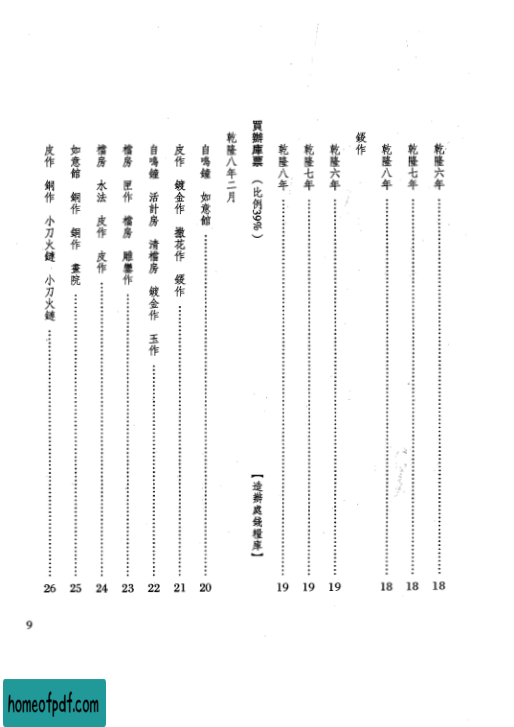 乾隆六年 18
乾隆七年 18
乾隆八年 18
鋄作
乾隆六年 19
乾隆七年 19
乾隆八年 19
買辦庫票 （比例39%） 【造辦處錢糧庫】
乾隆八年二月
自鳴鐘 如意館 20
皮作 鍍金作 撒花作 鋄作 21
自鳴鐘 活計房 清檔房 鍍金作 玉作 22
檔房 匣作 檔房 雕鑾作 23
檔房 水法 皮作 皮作 24
如意館 銅作 銅作 畫院 25
皮作 銅作 小刀火鏈 小刀火鏈 26
9
homeofpdf.com